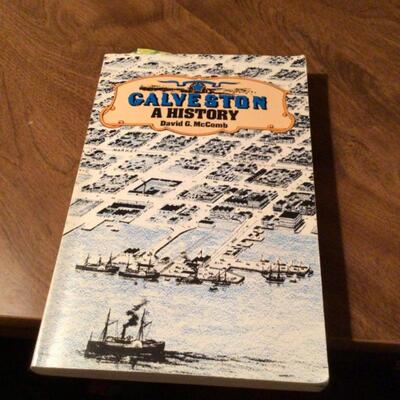 GALVESTON
A HISTORY
David G. McComb